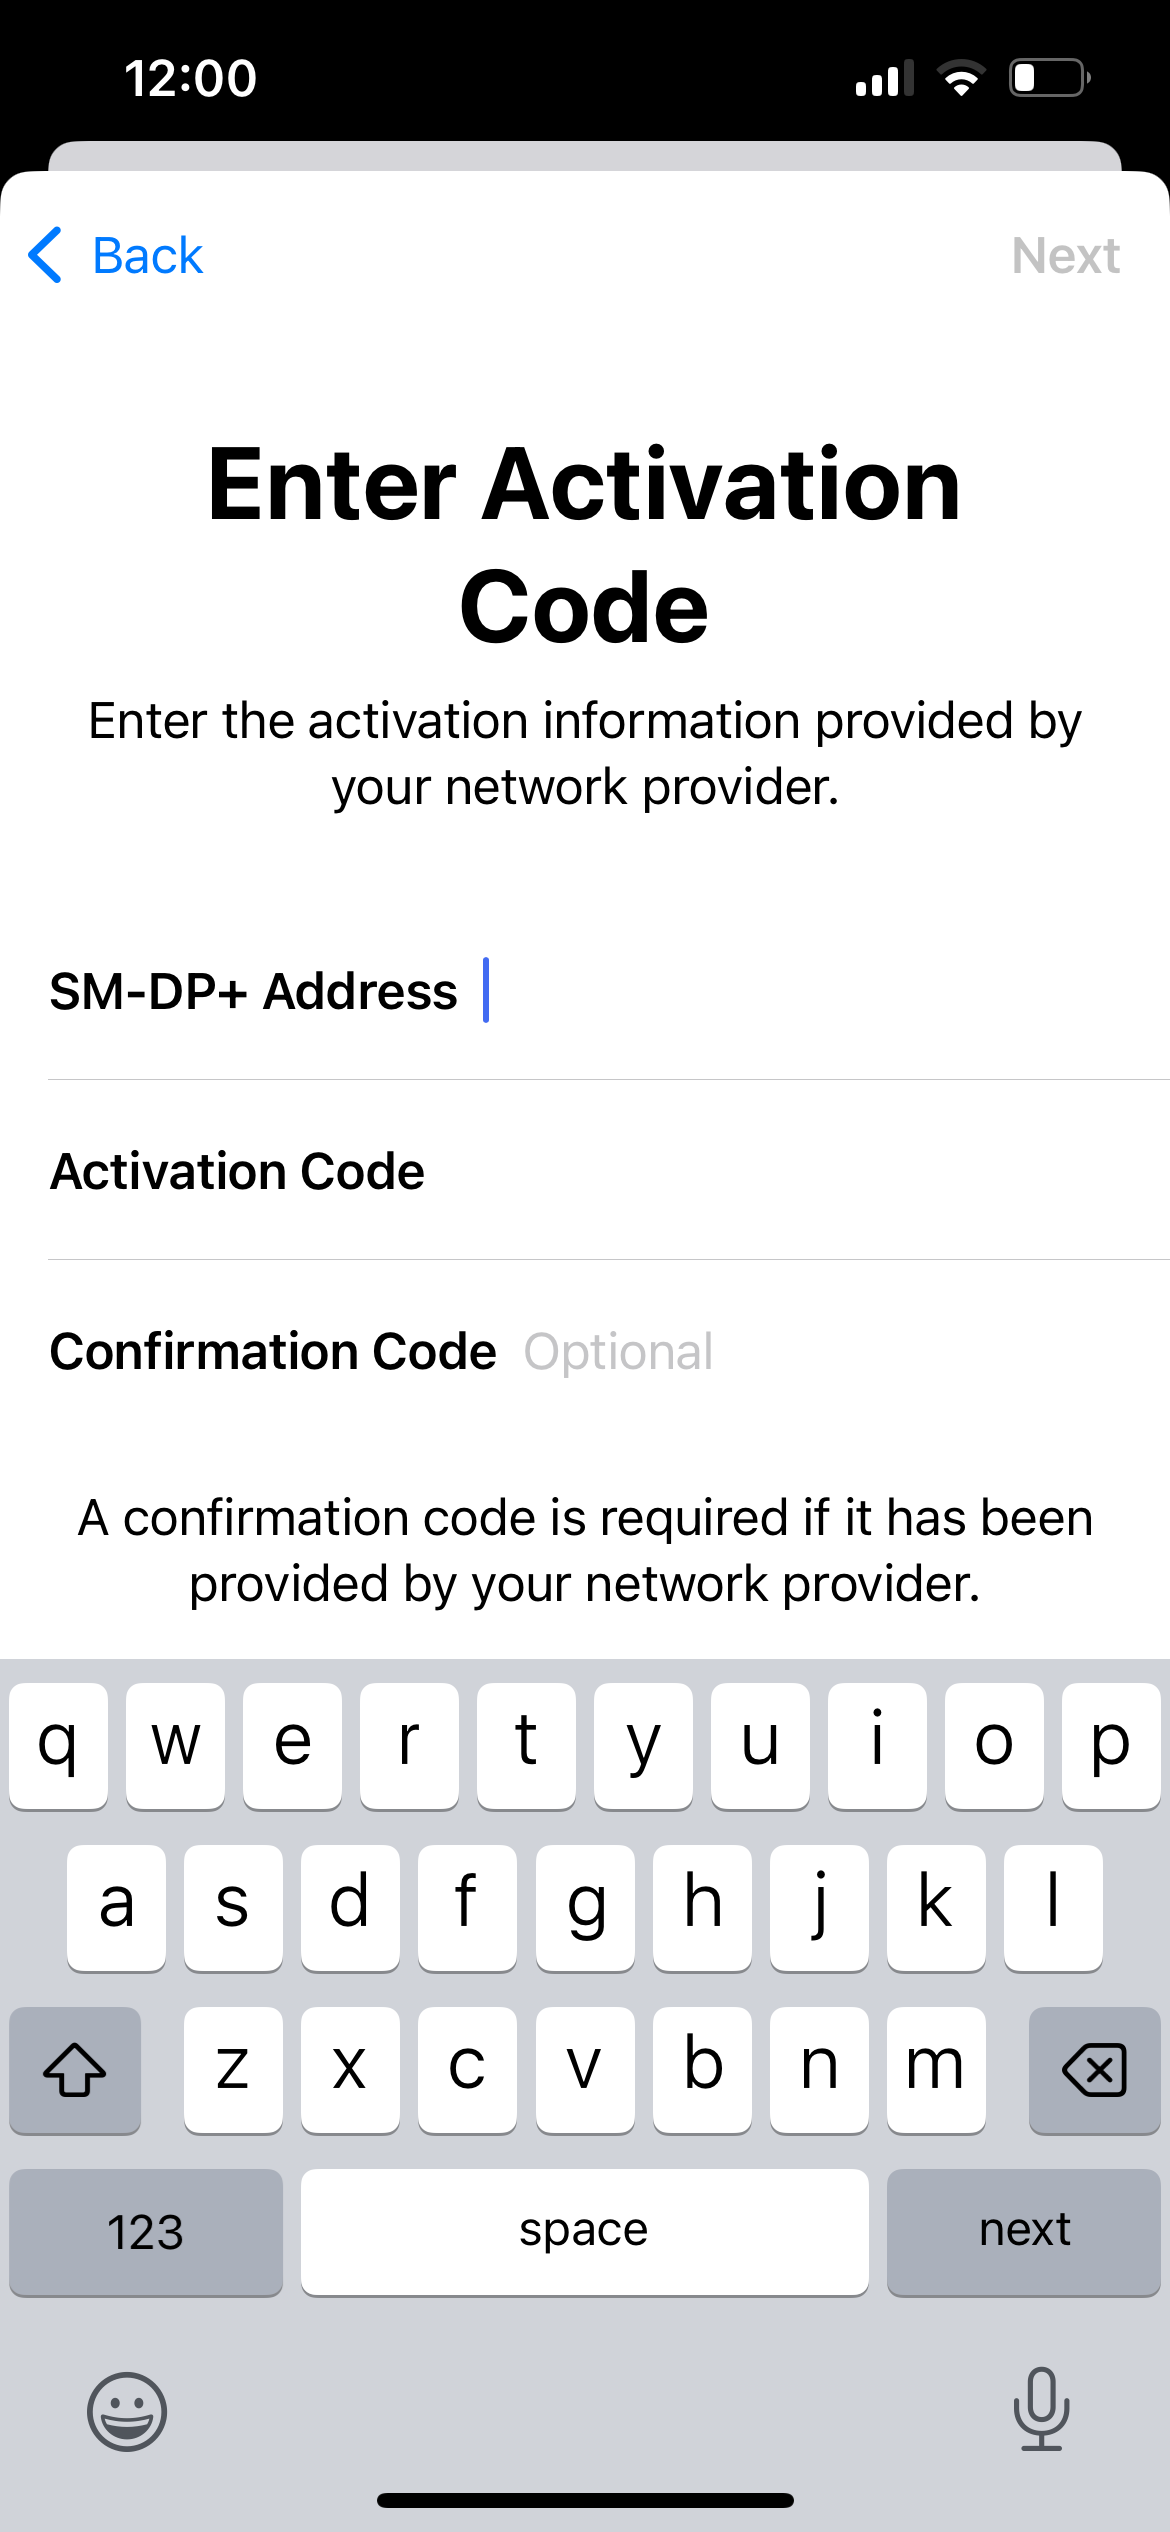 12:00
Back
Next
Enter Activation
Code
Enter the activation information provided by
your network provider.
SM-DP+ Address
Activation Code
Confirmation Code Optional
A confirmation code is required if it has been
provided by your network provider.
q w e r t y u i o p
a s d f g h j k l
z x c v b n m
123 space next